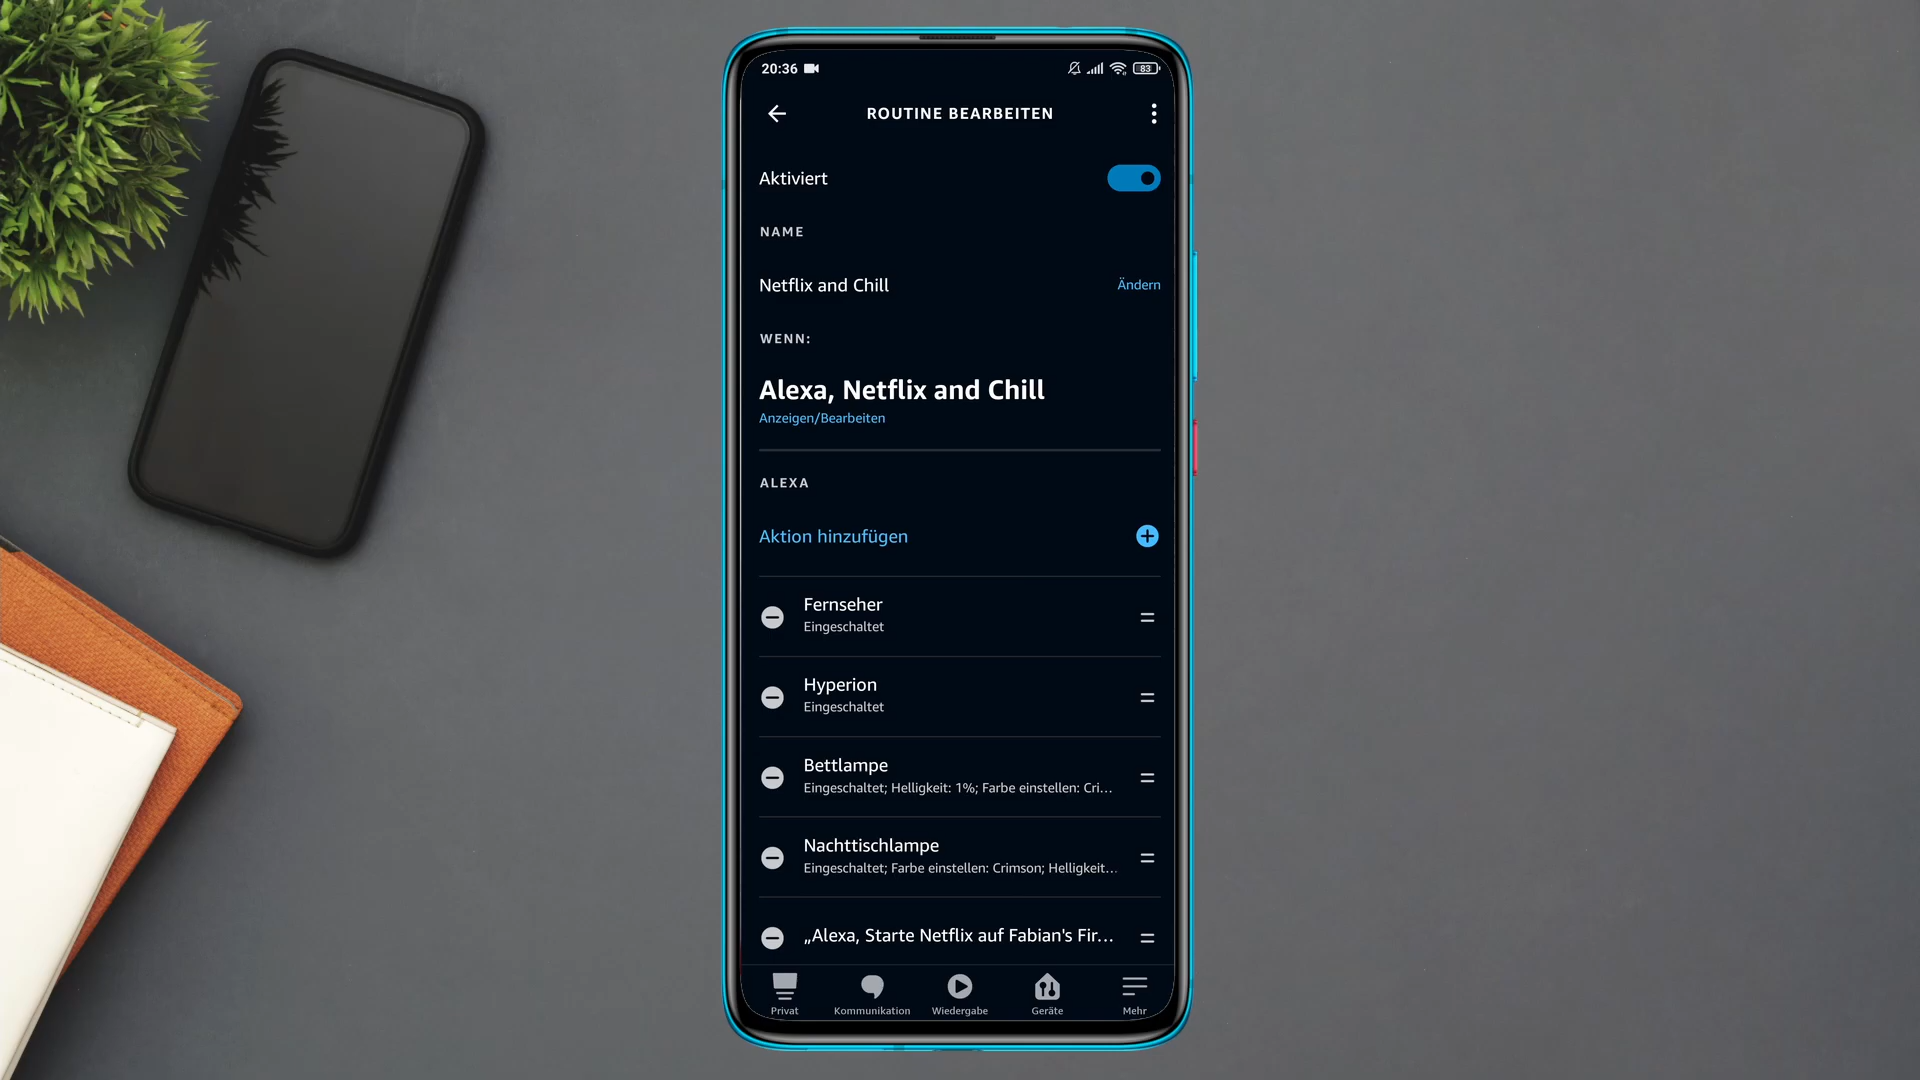 20:36
83
ROUTINE BEARBEITEN
Aktiviert
NAME
Netflix and Chill
Ändern
WENN:
Alexa, Netflix and Chill
Anzeigen/Bearbeiten
ALEXA
Aktion hinzufügen
Fernseher
Eingeschaltet
Hyperion
Eingeschaltet
Bettlampe
Eingeschaltet; Helligkeit: 1%; Farbe einstellen: Cri...
Nachttischlampe
Eingeschaltet; Farbe einstellen: Crimson; Helligkeit...
„Alexa, Starte Netflix auf Fabian's Fir...
Privat
Kommunikation
Wiedergabe
Geräte
Mehr